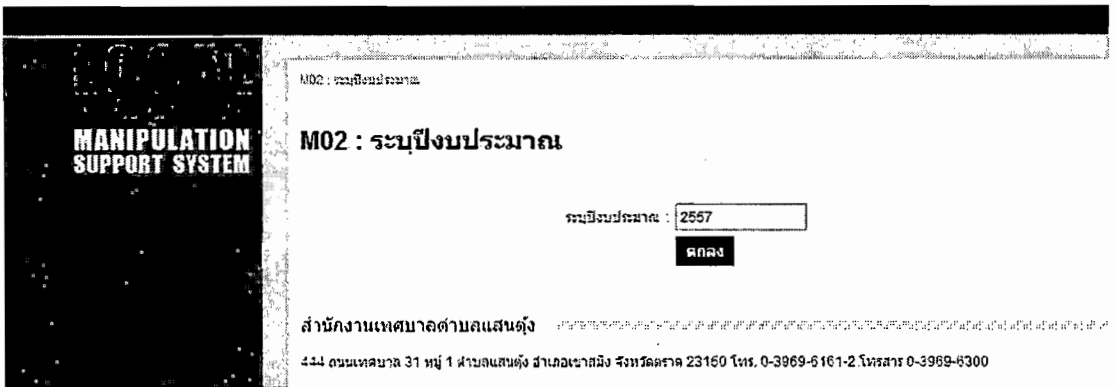 M02 : ระบุปีงบประมาณ
MANIPULATION
SUPPORT SYSTEM
M02 : ระบุปีงบประมาณ
ระบุปีงบประมาณ : 2557
ตกลง
สำนักงานเทศบาลตำบลแสนตุ้ง
444 ถนนเทศบาล 31 หมู่ 1 ตำบลแสนตุ้ง อำเภอเขาสมิง จังหวัดตราด 23150 โทร. 0-3969-6161-2 โทรสาร 0-3969-6300